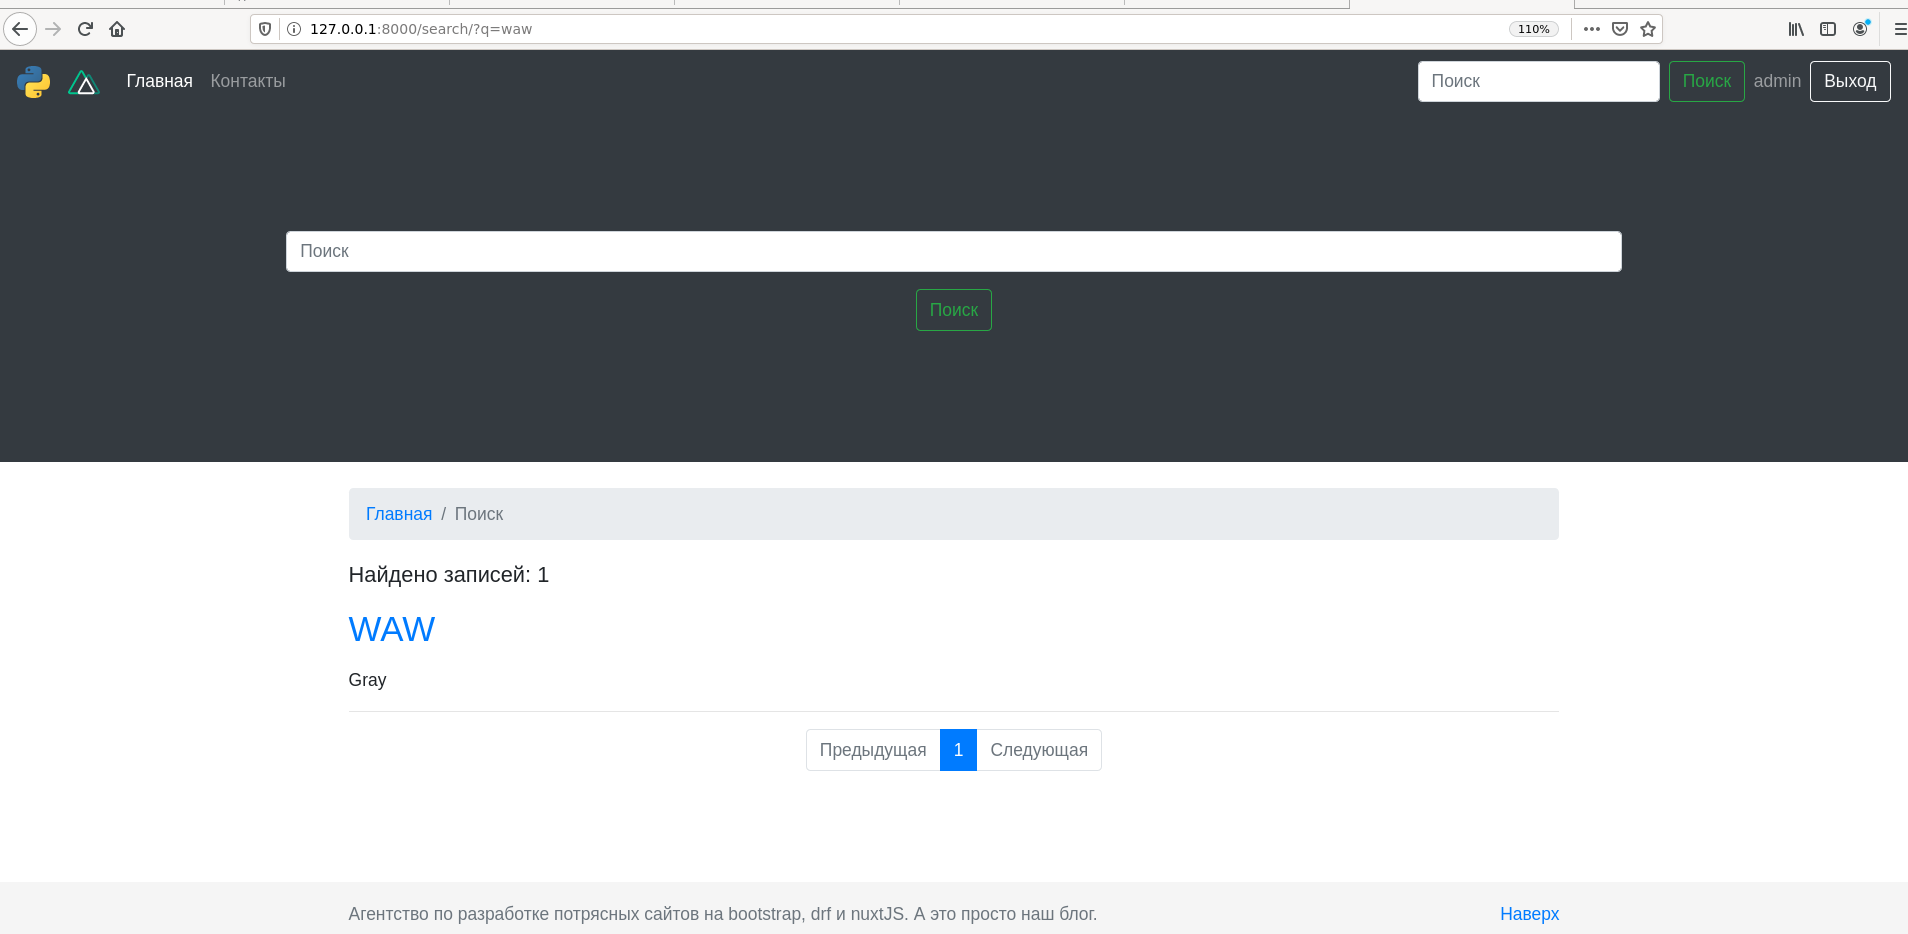 127.0.0.1:8000/search/?q=waw
110%
Главная Контакты
Поиск Поиск admin Выход
Поиск
Поиск
Главная / Поиск
Найдено записей: 1
WAW
Gray
Предыдущая 1 Следующая
Агентство по разработке потрясных сайтов на bootstrap, drf и nuxtJS. А это просто наш блог.
Наверх